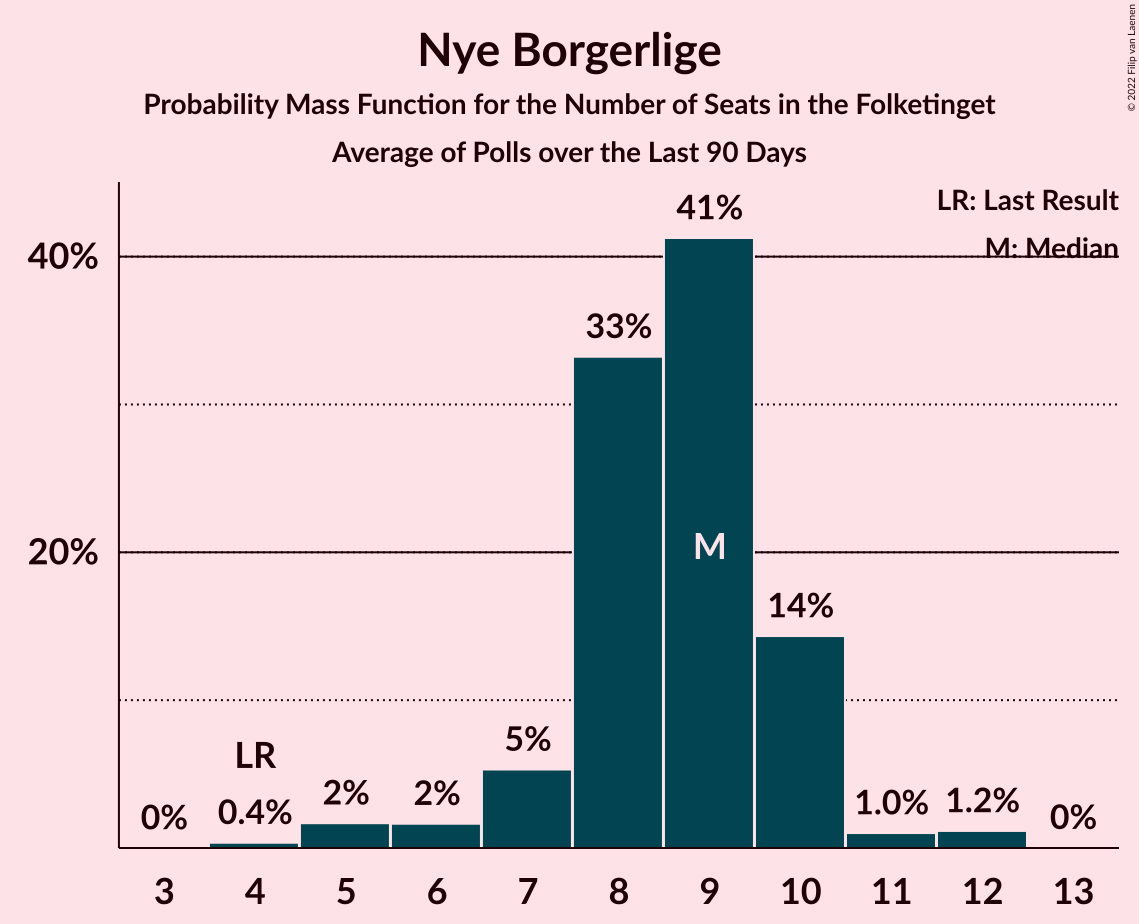 Nye Borgerlige
Probability Mass Function for the Number of Seats in the Folketinget
Average of Polls over the Last 90 Days
© 2022 Filip van Laenen
LR: Last Result
M: Median
40%
20%
0%
LR
0.4%
2%
2%
5%
33%
41%
M
14%
1.0%
1.2%
0%
3 4 5 6 7 8 9 10 11 12 13